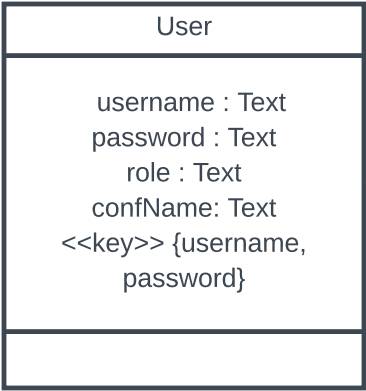 User
username : Text
password : Text
role : Text
confName: Text
<<key>> {username,
password}